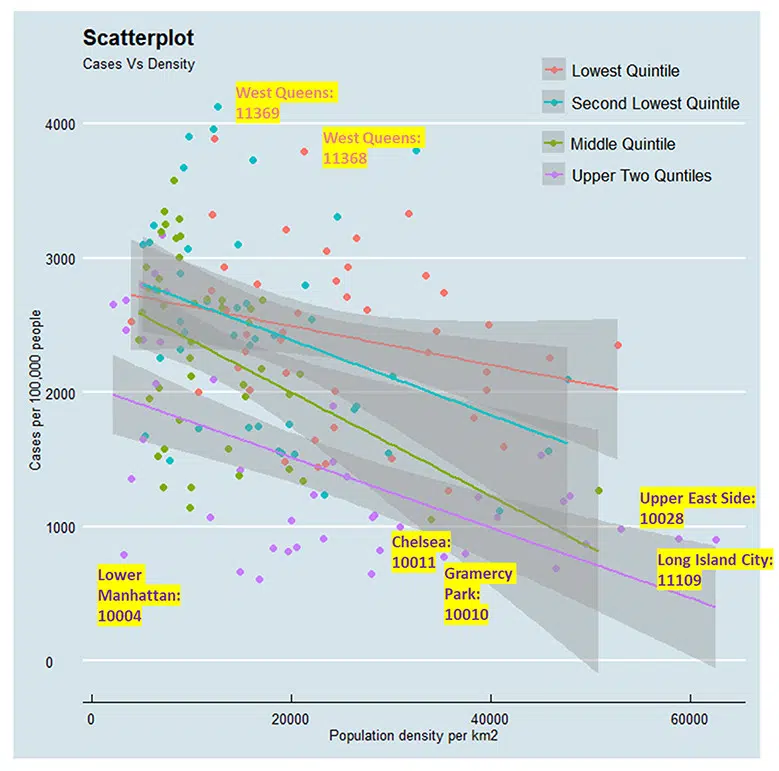 Scatterplot
Cases Vs Density
Lowest Quintile
Second Lowest Quintile
Middle Quintile
Upper Two Quntiles
West Queens:
11369
West Queens:
11368
4000
3000
2000
1000
0
Cases per 100,000 people
Upper East Side:
10028
Chelsea:
10011
Long Island City:
11109
Gramercy
Park:
10010
Lower
Manhattan:
10004
0
20000
40000
60000
Population density per km2